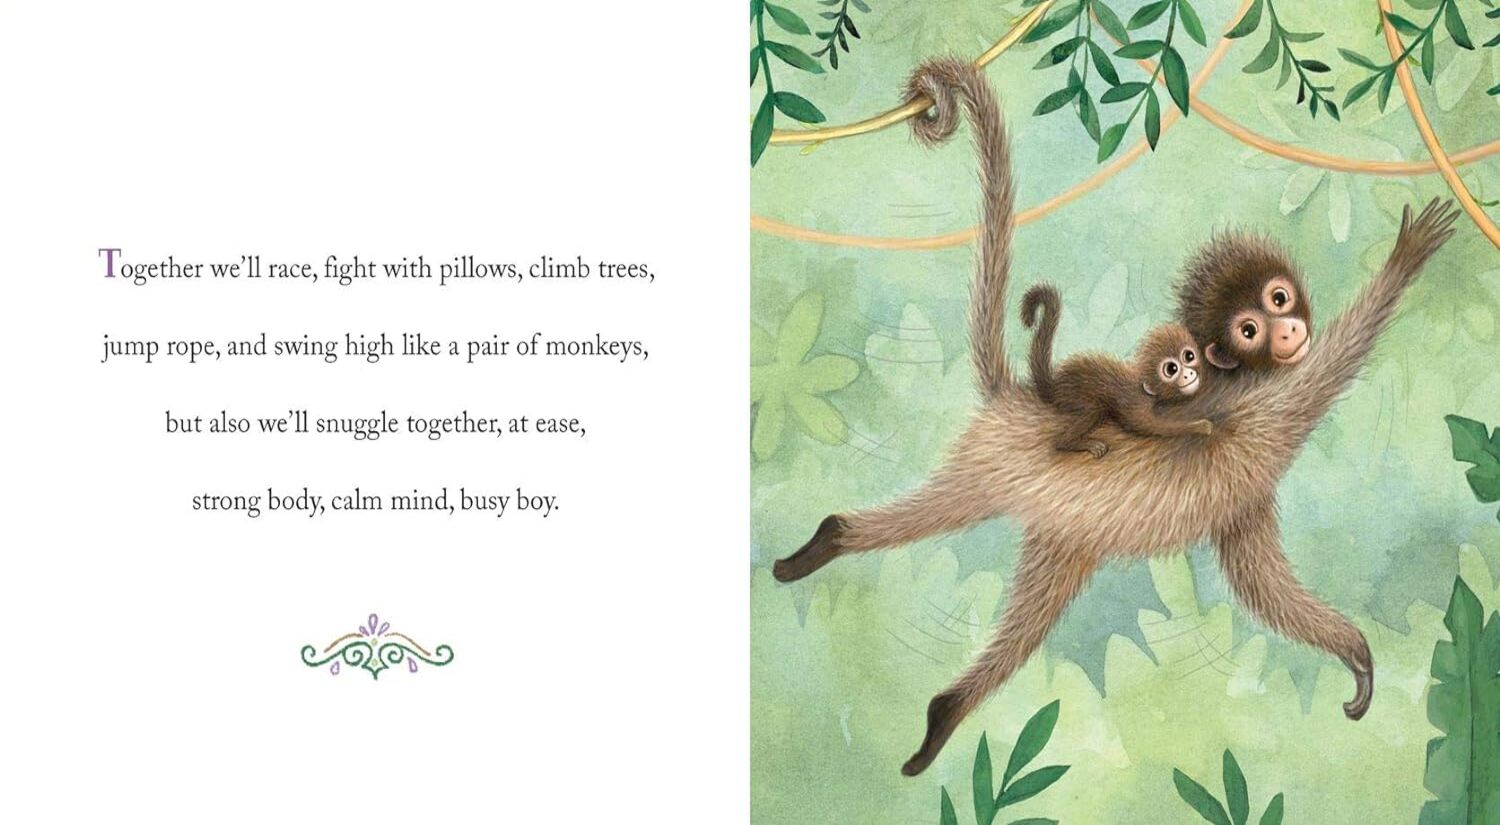 Together we’ll race, fight with pillows, climb trees,
jump rope, and swing high like a pair of monkeys,
but also we’ll snuggle together, at ease,
strong body, calm mind, busy boy.